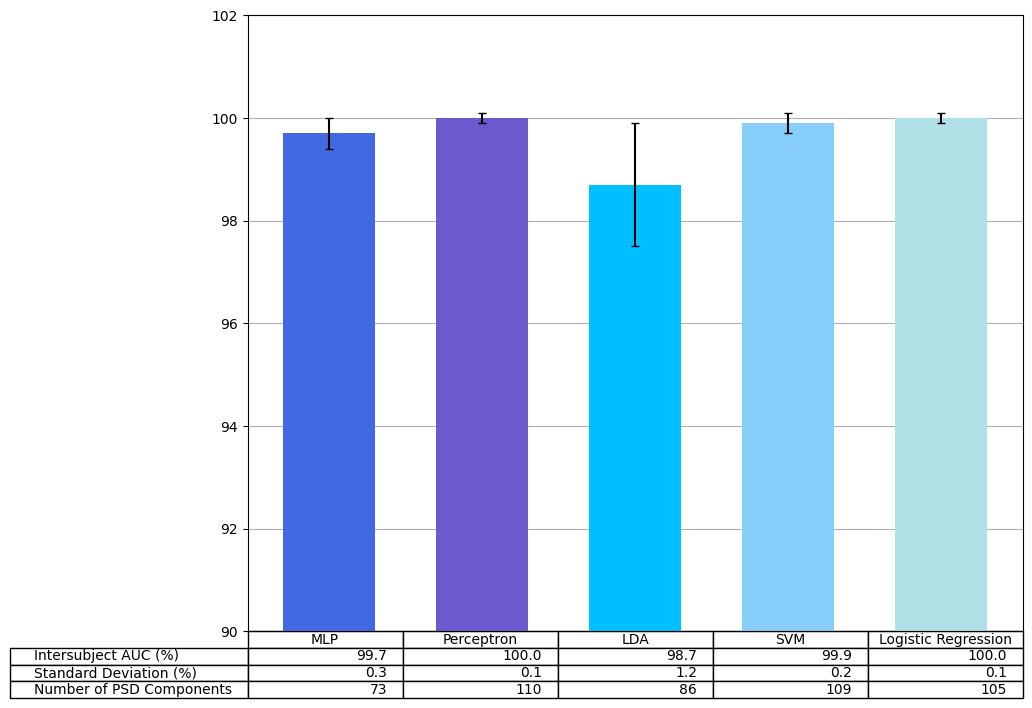 102
100
98
96
94
92
90
MLP Perceptron LDA SVM Logistic Regression
Intersubject AUC (%) 99.7 100.0 98.7 99.9 100.0
Standard Deviation (%) 0.3 0.1 1.2 0.2 0.1
Number of PSD Components 73 110 86 109 105